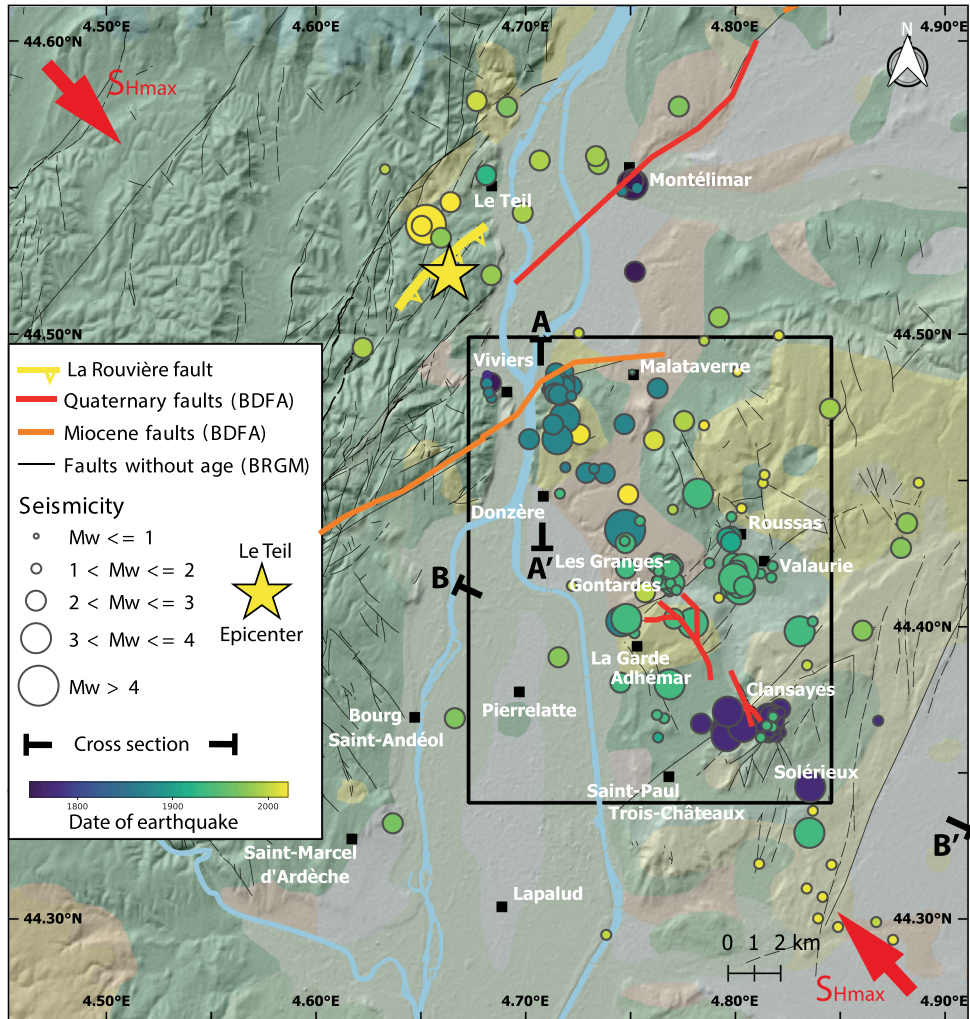 4.50°E 4.60°E 4.70°E 4.80°E 4.90°E
44.60°N 44.60°N
N
SHmax
Montélimar
Le Teil
44.50°N 44.50°N
A
Viviers
Malataverne
La Rouvière fault
Quaternary faults (BDFA)
Miocene faults (BDFA)
Faults without age (BRGM)
Seismicity
Mw <= 1
1 < Mw <= 2
2 < Mw <= 3
3 < Mw <= 4
Mw > 4
Le Teil
Epicenter
Cross section
1800 1900 2000
Date of earthquake
Donzère
Roussas
A'
Les Granges-
Gontardes
Valaurie
B
44.40°N
La Garde
Adhémar
Clansayes
Pierrelatte
Bourg
Saint-Andéol
Solérieux
Saint-Paul
Trois-Châteaux
B'
Saint-Marcel
d'Ardèche
Lapalud
44.30°N 44.30°N
0 1 2 km
SHmax
4.50°E 4.60°E 4.70°E 4.80°E 4.90°E